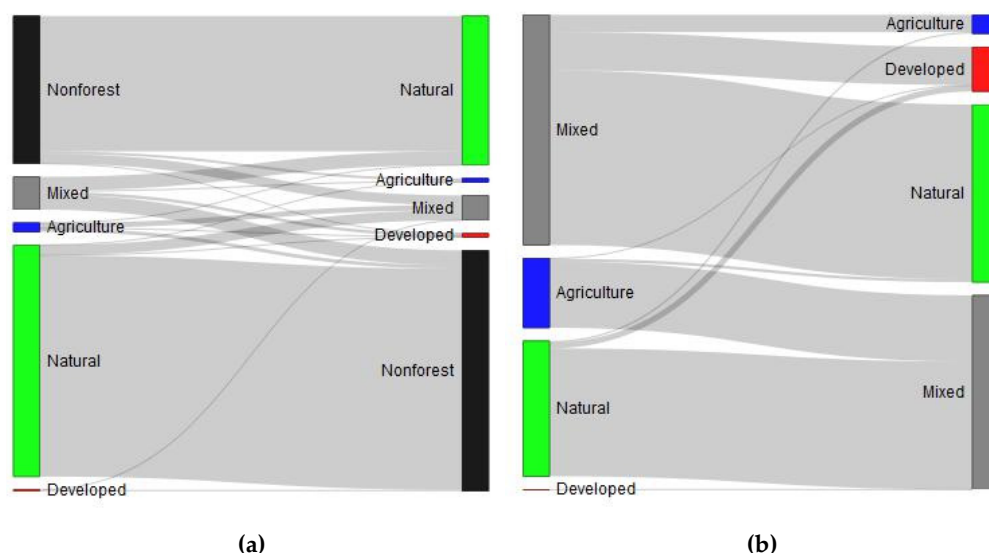 Nonforest
Mixed
Agriculture
Natural
Developed
Natural
Agriculture
Mixed
Developed
Nonforest
(a)
Mixed
Agriculture
Natural
Developed
Agriculture
Developed
Natural
Mixed
(b)